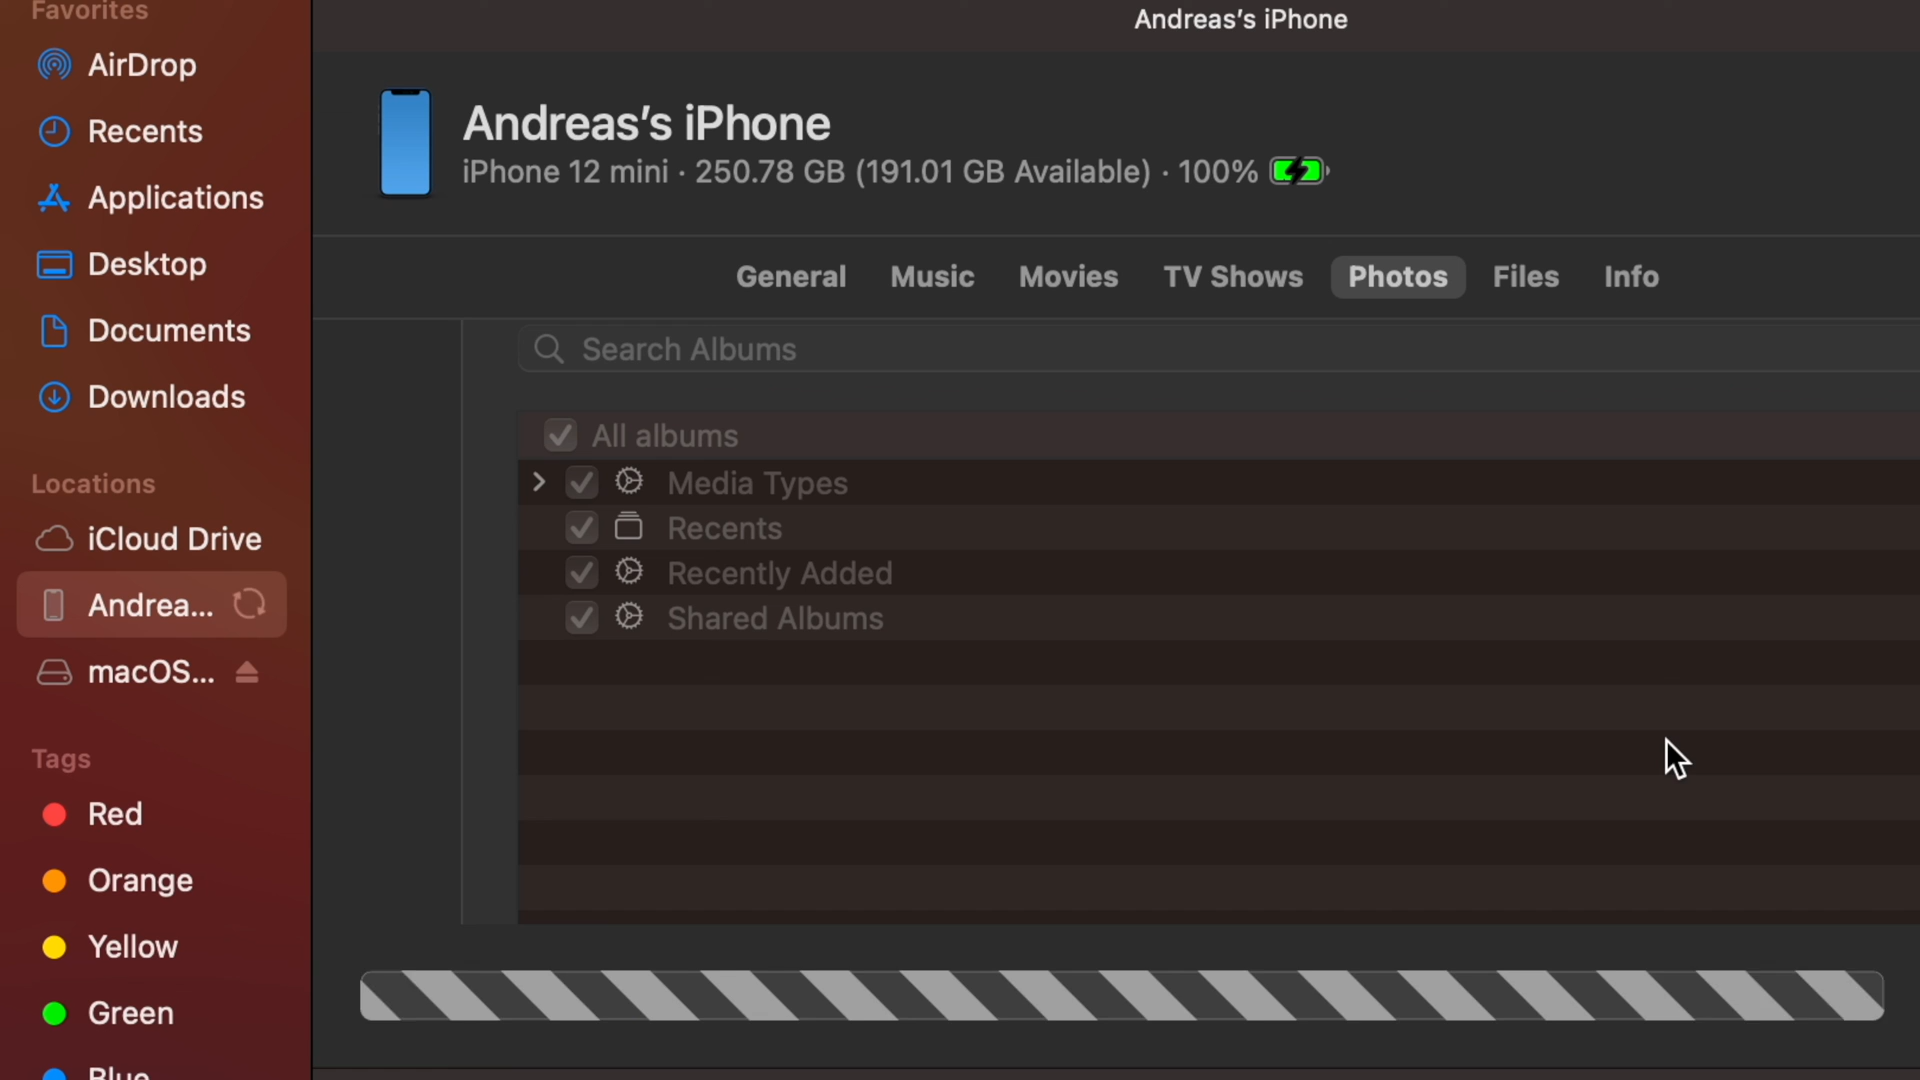 Favorites
AirDrop
Recents
Applications
Desktop
Documents
Downloads
Locations
iCloud Drive
Andrea...
macOS...
Tags
Red
Orange
Yellow
Green
Blue
Andreas's iPhone
Andreas's iPhone
iPhone 12 mini · 250.78 GB (191.01 GB Available) · 100%
General Music Movies TV Shows Photos Files Info
Search Albums
All albums
Media Types
Recents
Recently Added
Shared Albums